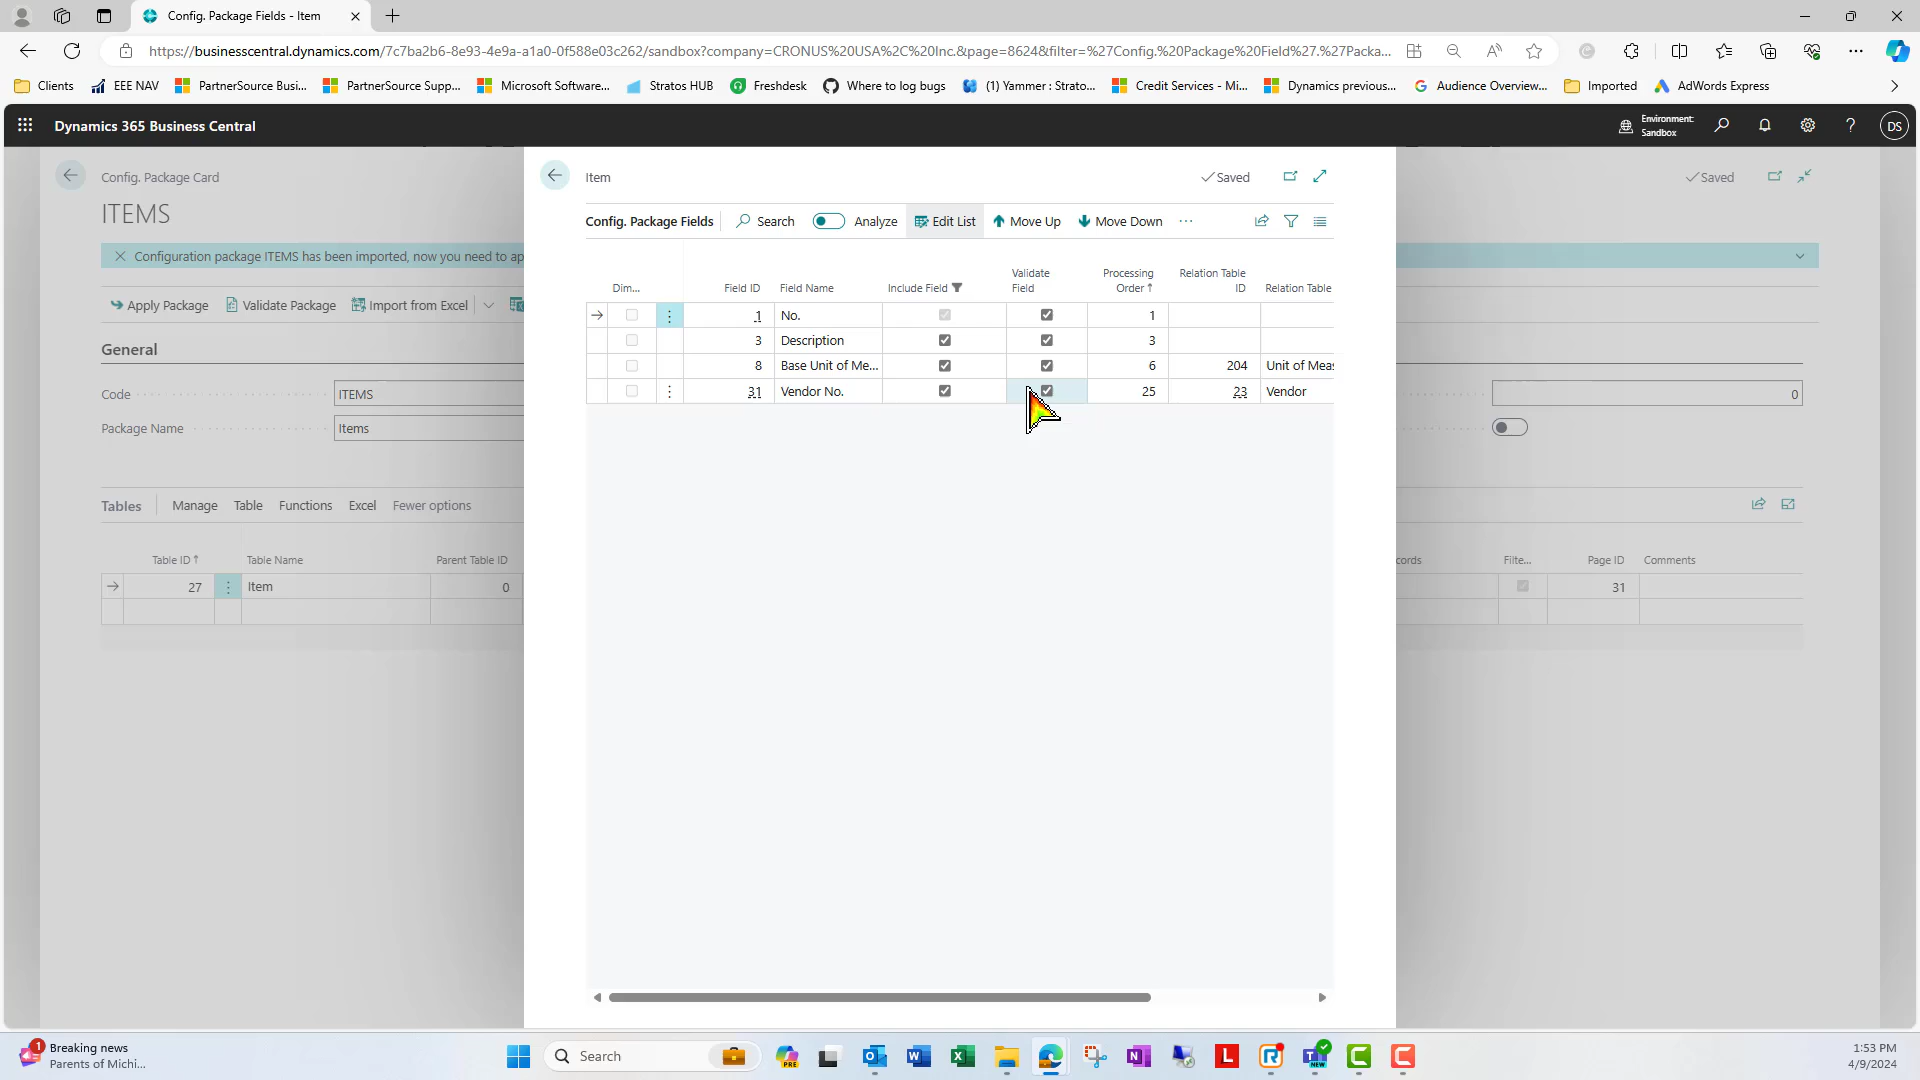 Config. Package Fields - Item
https://businesscentral.dynamics.com/7c7ba2b6-8e93-4e9a-a1a0-0f588e03c262/sandbox?company=CRONUS%20USA%2C%20Inc.&page=8624&filter=%27Config.%20Package%20Field%27.%27Packa...
Clients EEE NAV PartnerSource Busi... PartnerSource Supp... Microsoft Software... Stratos HUB Freshdesk Where to log bugs (1) Yammer : Strato... Credit Services - Mi... Dynamics previous... Audience Overview... Imported AdWords Express
Dynamics 365 Business Central
Environment:
Sandbox
DS
Config. Package Card
Saved
ITEMS
Configuration package ITEMS has been imported, now you need to ap
Apply Package Validate Package Import from Excel
General
Code ITEMS
0
Package Name Items
Tables Manage Table Functions Excel Fewer options
Table ID Table Name Parent Table ID
cords Filte... Page ID Comments
27 Item 0
31
Item
Saved
Config. Package Fields Search Analyze Edit List Move Up Move Down
Dim... Field ID Field Name Include Field Validate Field Processing Order Relation Table ID Relation Table
1 No. 1
3 Description 3
8 Base Unit of Me... 6 204 Unit of Meas
31 Vendor No. 25 23 Vendor
1
Breaking news
Parents of Michi...
Search
PRE
NEW
1:53 PM
4/9/2024